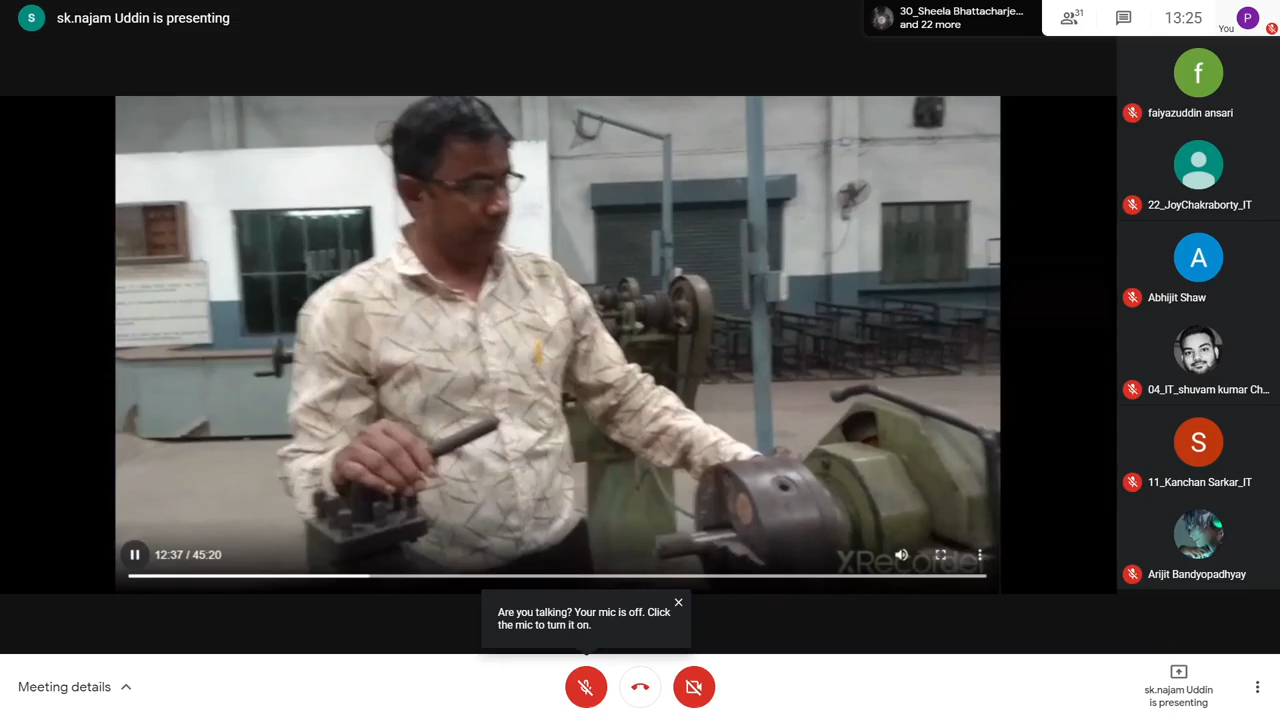 S
sk.najam Uddin is presenting
30_Sheela Bhattacharje...
and 22 more
31
13:25
You
P
f
faiyazuddin ansari
22_JoyChakraborty_IT
A
Abhijit Shaw
04_IT_shuvam kumar Ch...
S
11_Kanchan Sarkar_IT
Arijit Bandyopadhyay
12:37 / 45:20
XRecorder
Are you talking? Your mic is off. Click
the mic to turn it on.
Meeting details
sk.najam Uddin
is presenting